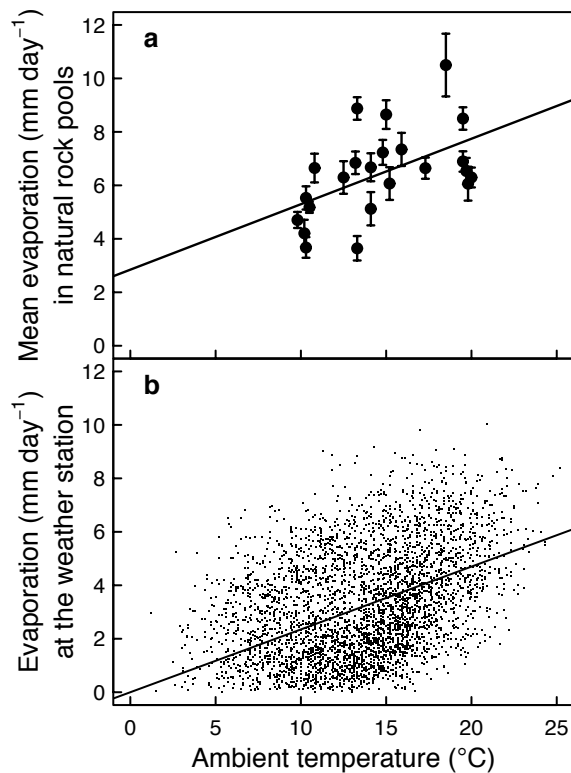 a
Mean evaporation (mm day⁻¹)
in natural rock pools
12
10
8
6
4
2
0
b
Evaporation (mm day⁻¹)
at the weather station
12
10
8
6
4
2
0
0 5 10 15 20 25
Ambient temperature (°C)